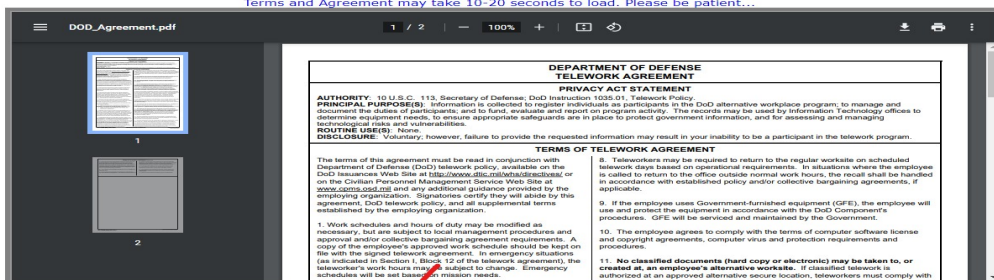 Terms and Agreement may take 10-20 seconds to load. Please be patient...
DOD_Agreement.pdf
1 / 2
100%
1
2
DEPARTMENT OF DEFENSE
TELEWORK AGREEMENT
PRIVACY ACT STATEMENT
AUTHORITY: 10 U.S.C. 113, Secretary of Defense; DoD Instruction 1035.01, Telework Policy.
PRINCIPAL PURPOSE(S): Information is collected to register individuals as participants in the DoD alternative workplace program; to manage and
document the duties of participants; and to fund, evaluate and report on program activity. The records may be used by Information Technology offices to
determine equipment needs, to ensure appropriate safeguards are in place to protect government information, and for assessing and managing
technological risks and vulnerabilities.
ROUTINE USE(S): None.
DISCLOSURE: Voluntary; however, failure to provide the requested information may result in your inability to be a participant in the telework program.
TERMS OF TELEWORK AGREEMENT
The terms of this agreement must be read in conjunction with
Department of Defense (DoD) telework policy, available on the
DoD Issuances Web Site at http://www.dtic.mil/whs/directives/ or
on the Civilian Personnel Management Service Web Site at
www.cpms.osd.mil and any additional guidance provided by the
employing organization. Signatories certify they will abide by this
agreement, DoD telework policy, and all supplemental terms
established by the employing organization.
1. Work schedules and hours of duty may be modified as
necessary, but are subject to local management procedures and
approval and/or collective bargaining agreement requirements. A
copy of the employee's approved work schedule should be kept on
file with the signed telework agreement. In emergency situations
(as indicated in Section I, Block 12 of the telework agreement), the
teleworker's work hours may subject to change. Emergency
schedules will be set based on mission needs.
8. Teleworkers may be required to return to the regular worksite on scheduled
telework days based on operational requirements. In situations where the employee
is called to return to the office outside normal work hours, the recall shall be handled
in accordance with established policy and/or collective bargaining agreements, if
applicable.
9. If the employee uses Government-furnished equipment (GFE), the employee will
use and protect the equipment in accordance with the DoD Component's
procedures. GFE will be serviced and maintained by the Government.
10. The employee agrees to comply with the terms of computer software license
and copyright agreements, computer virus and protection requirements and
procedures.
11. No classified documents (hard copy or electronic) may be taken to, or
created at, an employee's alternative worksite. If classified telework is
authorized at an approved alternative secure location, teleworkers must comply with